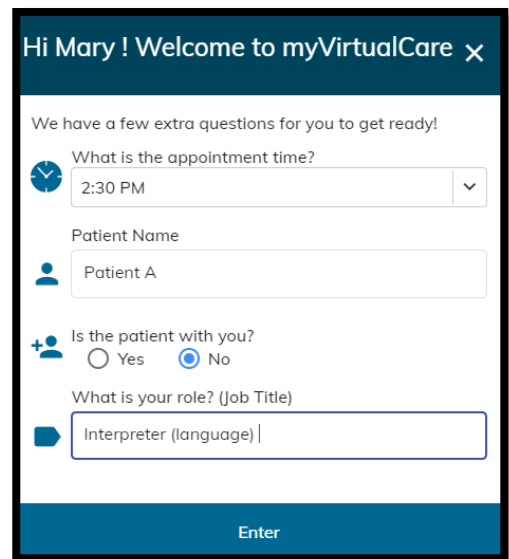 Hi Mary ! Welcome to myVirtualCare ×
We have a few extra questions for you to get ready!
What is the appointment time?
2:30 PM
Patient Name
Patient A
Is the patient with you?
Yes No
What is your role? (Job Title)
Interpreter (language)
Enter